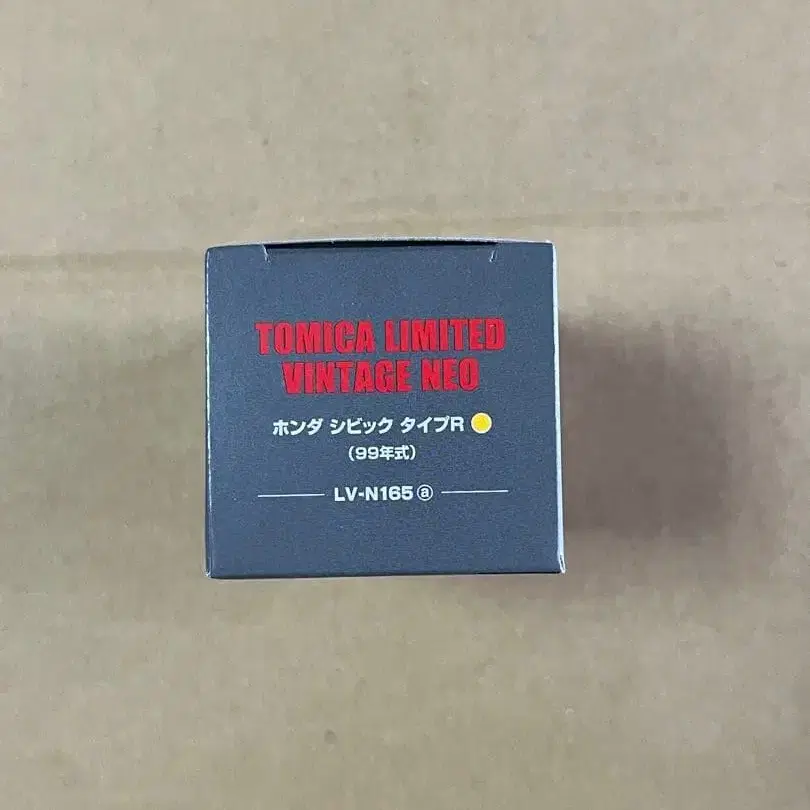 TOMICA LIMITED
VINTAGE NEO
ホンダ シビック タイプR
(99年式)
LV-N165 ⓐ